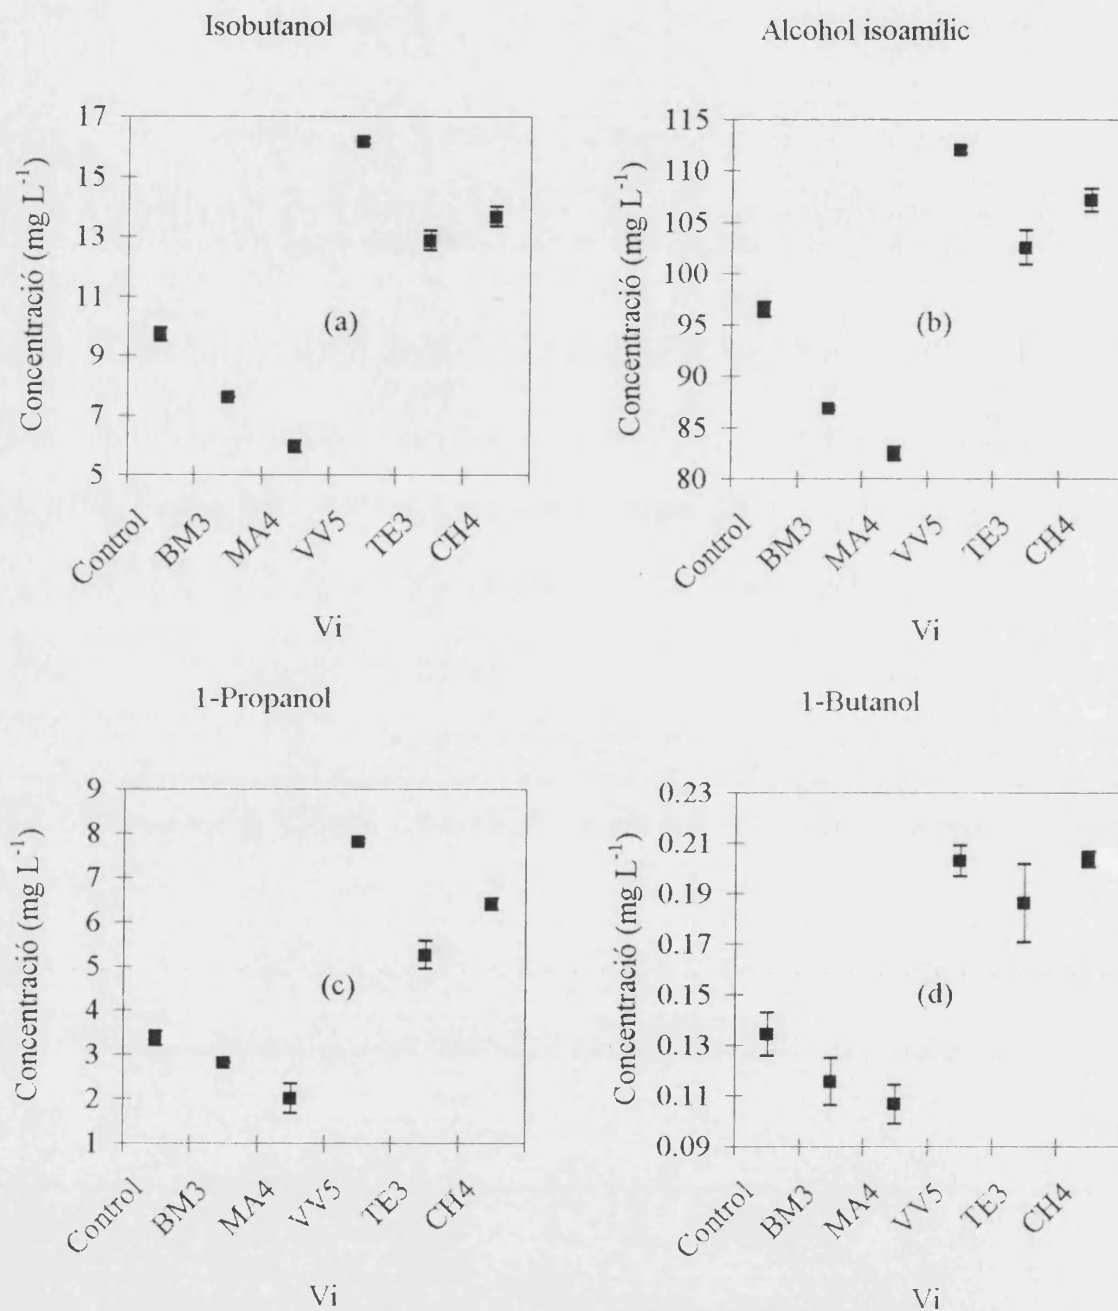 Isobutanol
Concentració (mg L⁻¹)
17
15
13
11
9
7
5
(a)
Control
BM3
MA4
VV5
TE3
CH4
Vi
Alcohol isoamílic
Concentració (mg L⁻¹)
115
110
105
100
95
90
85
80
(b)
Control
BM3
MA4
VV5
TE3
CH4
Vi
1-Propanol
Concentració (mg L⁻¹)
9
8
7
6
5
4
3
2
1
(c)
Control
BM3
MA4
VV5
TE3
CH4
Vi
1-Butanol
Concentració (mg L⁻¹)
0.23
0.21
0.19
0.17
0.15
0.13
0.11
0.09
(d)
Control
BM3
MA4
VV5
TE3
CH4
Vi